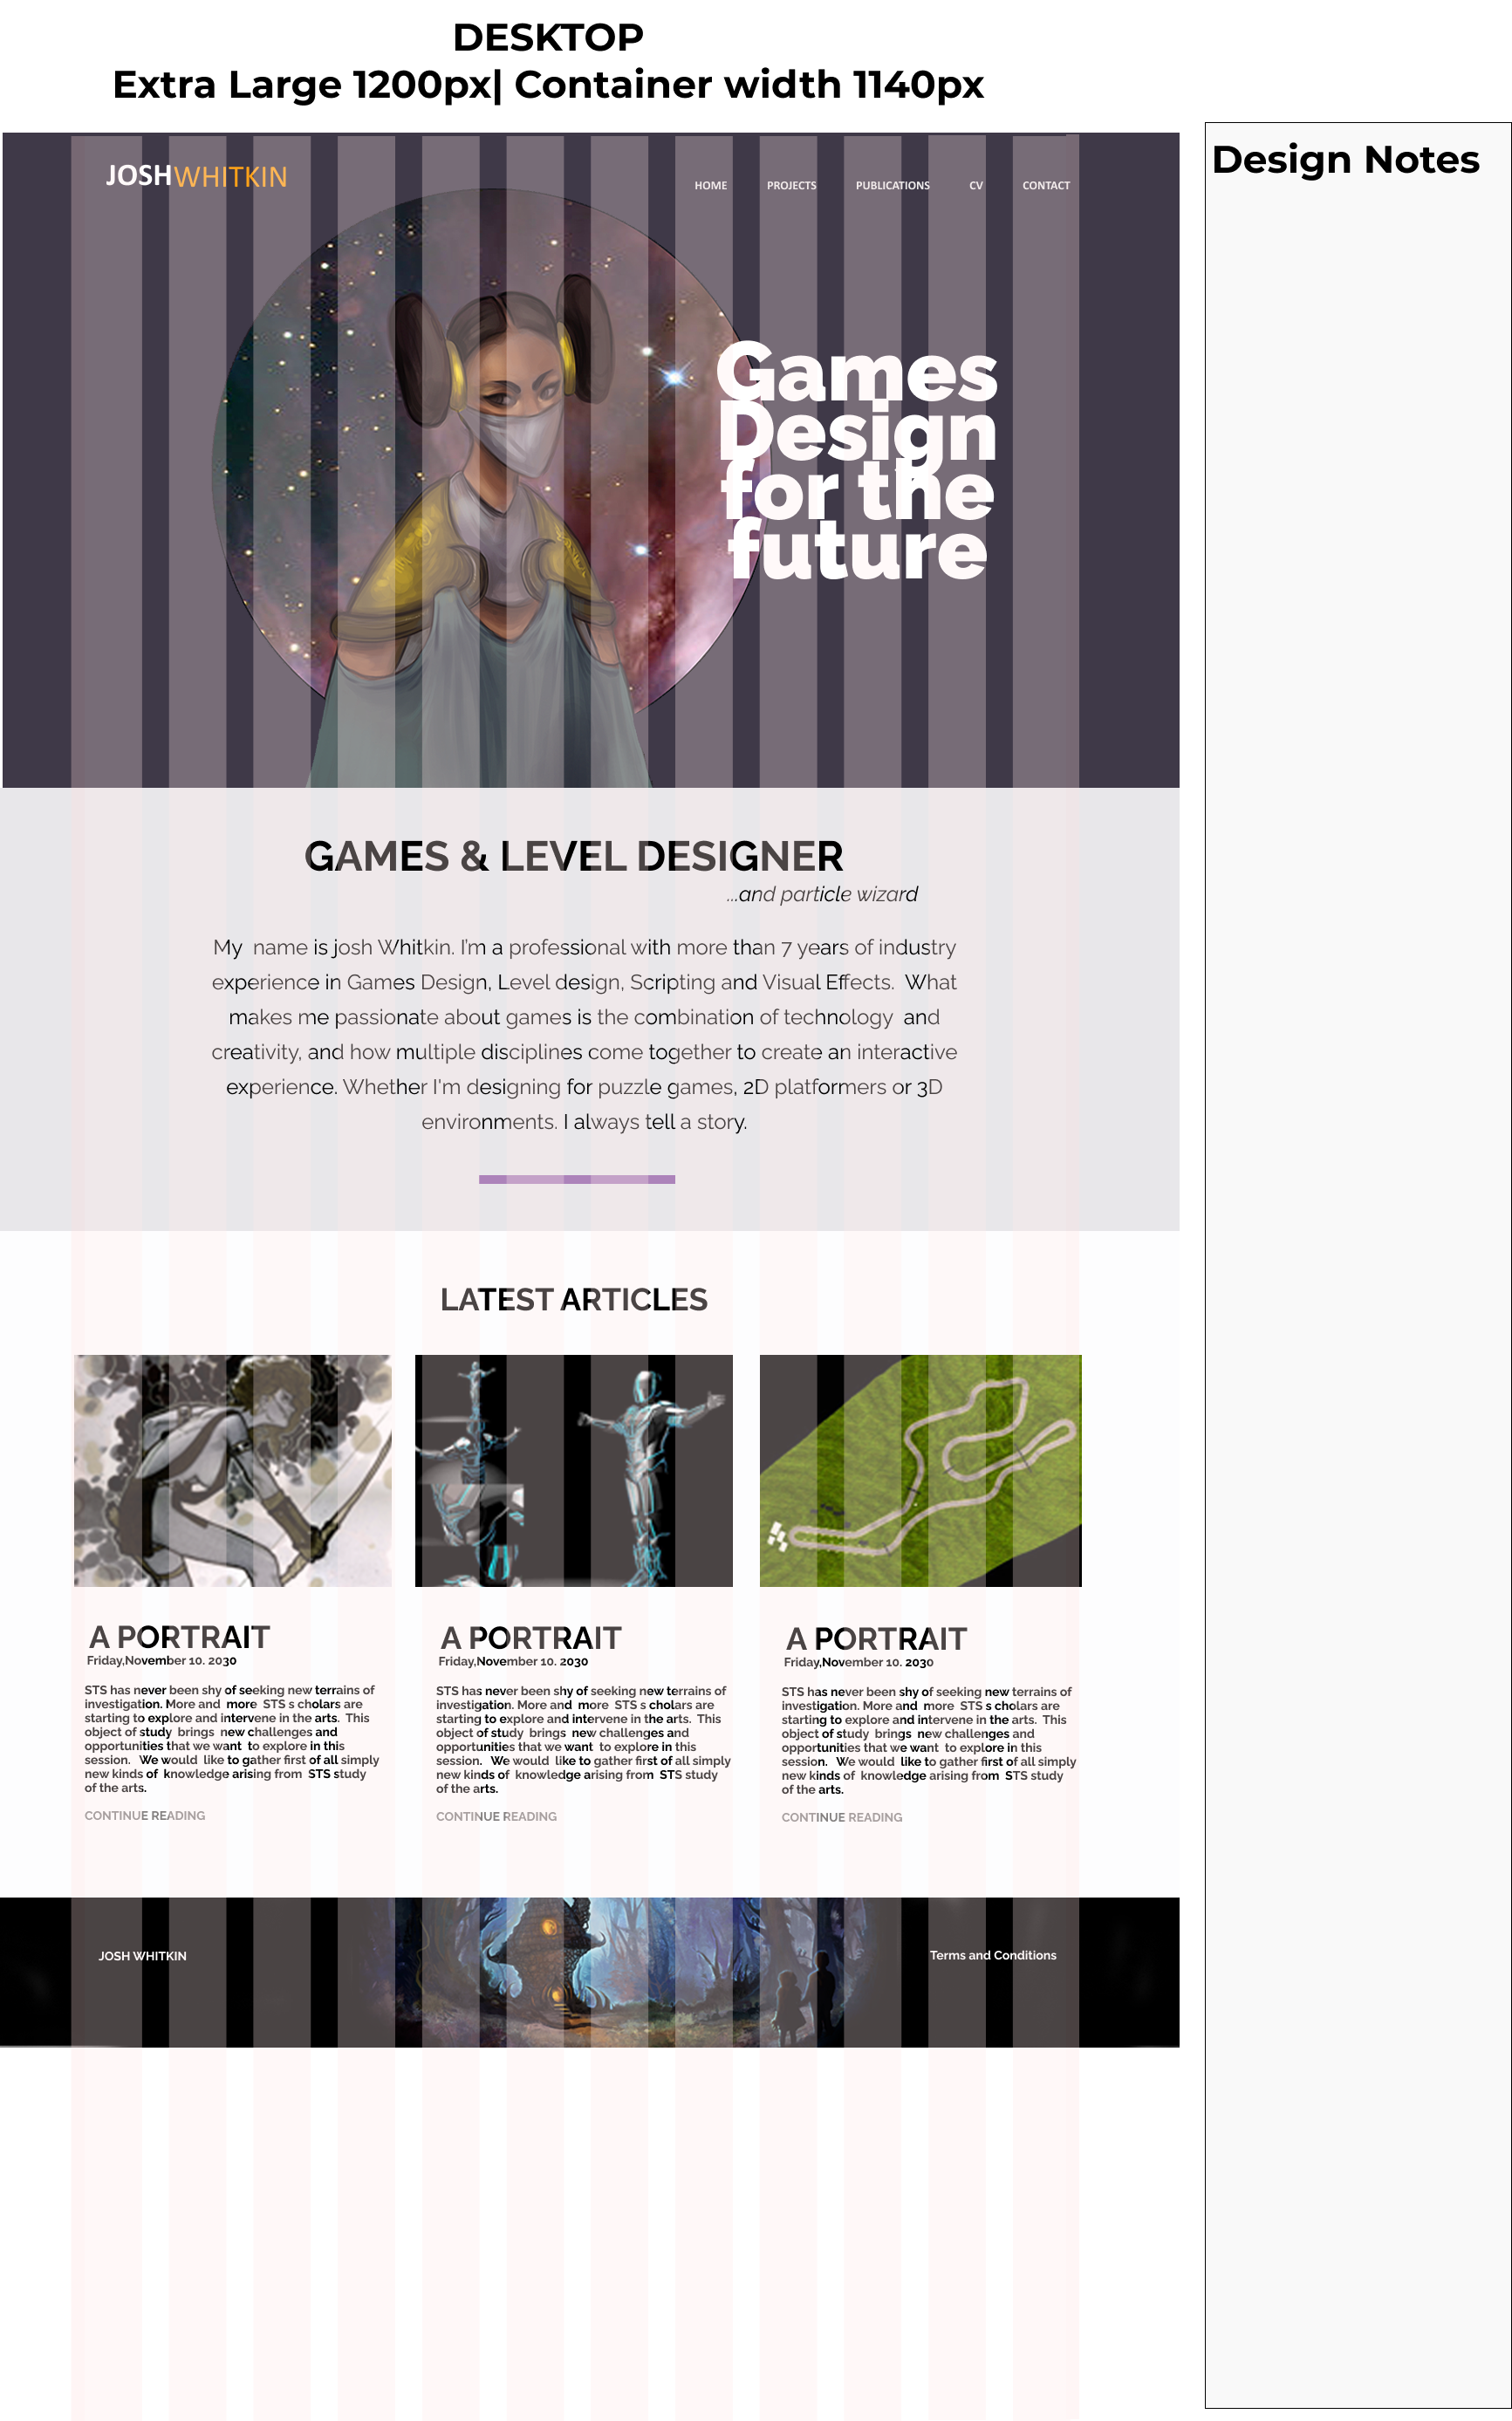 DESKTOP
Extra Large 1200px| Container width 1140px
Design Notes
JOSHWHITKIN
HOME PROJECTS PUBLICATIONS CV CONTACT
Games
Design
for the
future
GAMES & LEVEL DESIGNER
...and particle wizard
My name is josh Whitkin. I'm a professional with more than 7 years of industry
experience in Games Design, Level design, Scripting and Visual Effects. What
makes me passionate about games is the combination of technology and
creativity, and how multiple disciplines come together to create an interactive
experience. Whether I'm designing for puzzle games, 2D platformers or 3D
environments. I always tell a story.
LATEST ARTICLES
A PORTRAIT
Friday,November 10. 2030
STS has never been shy of seeking new terrains of
investigation. More and more STS s cholars are
starting to explore and intervene in the arts. This
object of study brings new challenges and
opportunities that we want to explore in this
session. We would like to gather first of all simply
new kinds of knowledge arising from STS study
of the arts.
CONTINUE READING
A PORTRAIT
Friday,November 10. 2030
STS has never been shy of seeking new terrains of
investigation. More and more STS s cholars are
starting to explore and intervene in the arts. This
object of study brings new challenges and
opportunities that we want to explore in this
session. We would like to gather first of all simply
new kinds of knowledge arising from STS study
of the arts.
CONTINUE READING
A PORTRAIT
Friday,November 10. 2030
STS has never been shy of seeking new terrains of
investigation. More and more STS s cholars are
starting to explore and intervene in the arts. This
object of study brings new challenges and
opportunities that we want to explore in this
session. We would like to gather first of all simply
new kinds of knowledge arising from STS study
of the arts.
CONTINUE READING
JOSH WHITKIN
Terms and Conditions